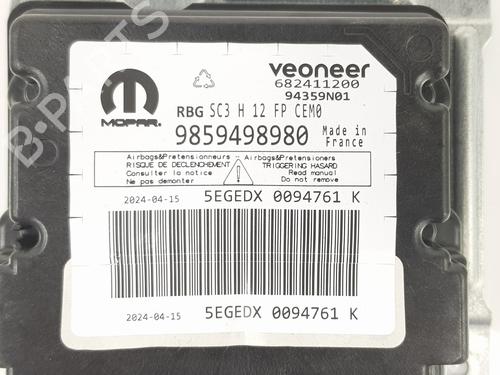 veoneer
682411200
94359N01
MOPAR.
RBG SC3 H 12 FP CEM0
9859498980 Made in France
Airbags&Pretensionneurs - Airbags&Pretensioners
RISQUE DE DECLENCHEMENT TRIGGERING HASARD
Consulter la notice Read manual
Ne pas demonter Do not remove
2024-04-15 5EGEDX 0094761 K
2024-04-15 5EGEDX 0094761 K
B-PARTS